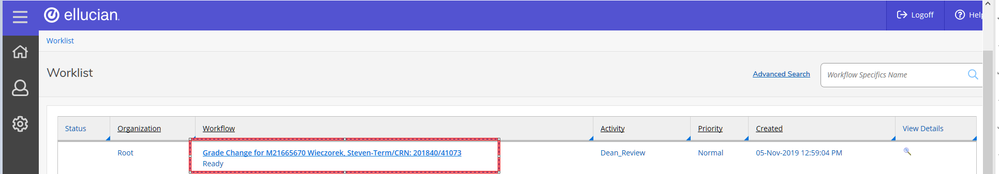 ellucian
Logoff
Help
Worklist
Worklist
Advanced Search
Workflow Specifics Name
Status Organization Workflow Activity Priority Created View Details
Root Grade Change for M21665670 Wieczorek, Steven-Term/CRN: 201840/41073 Dean_Review Normal 05-Nov-2019 12:59:04 PM
Ready